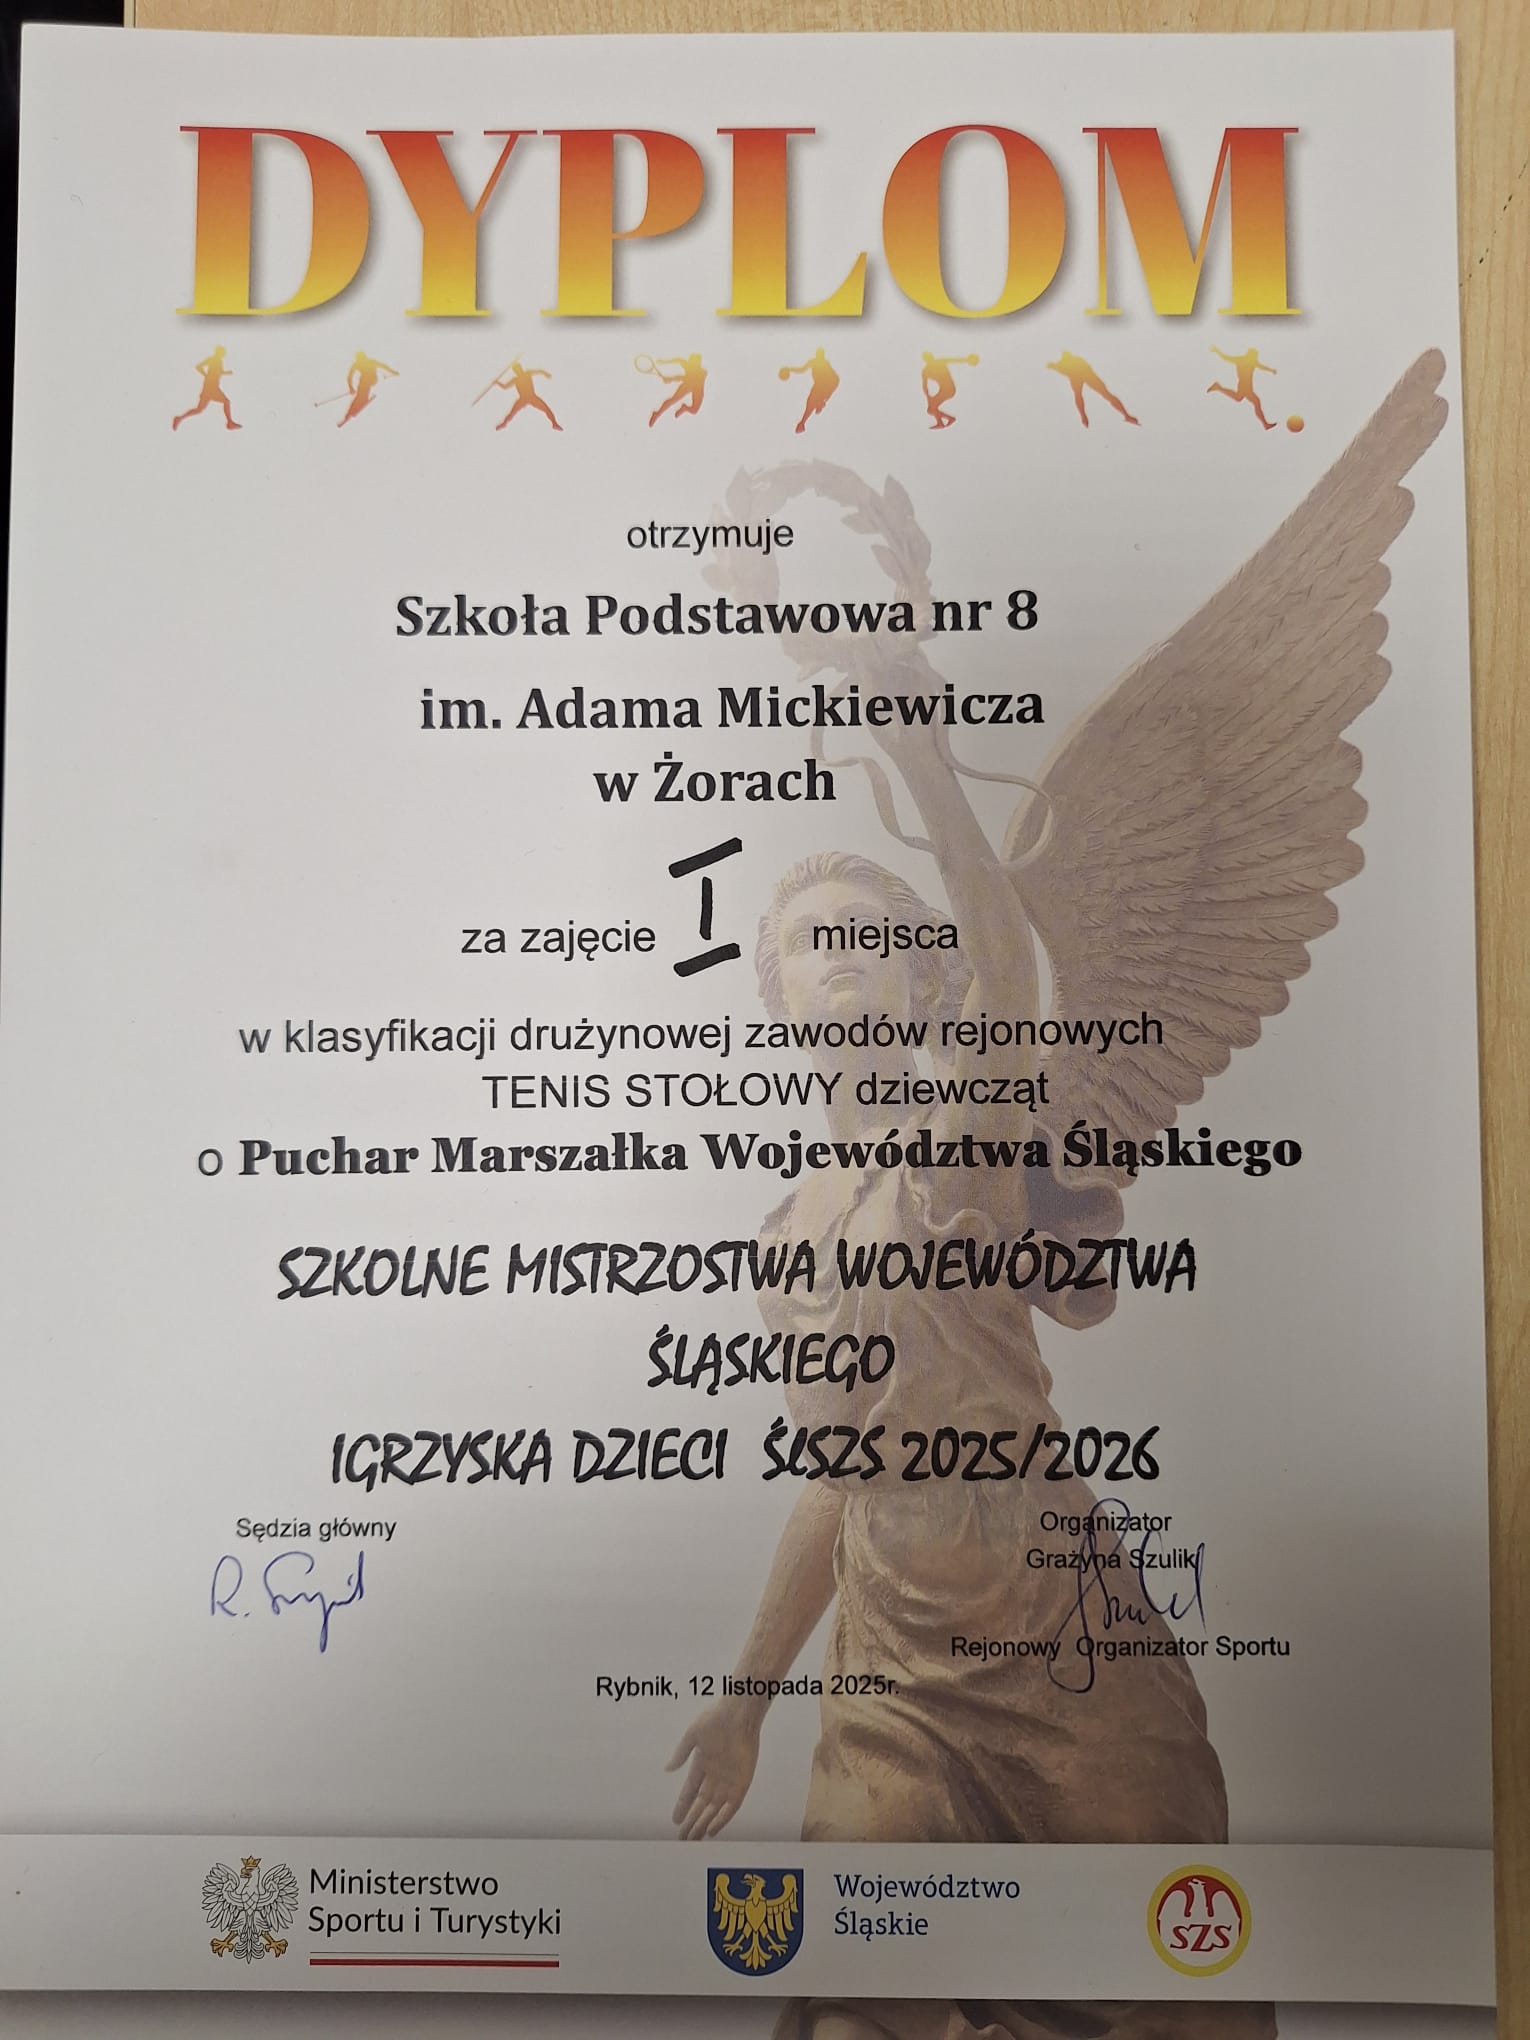 DYPLOM
otrzymuje
Szkoła Podstawowa nr 8
im. Adama Mickiewicza
w Żorach
za zajęcie I miejsca
w klasyfikacji drużynowej zawodów rejonowych
TENIS STOŁOWY dziewcząt
o Puchar Marszałka Województwa Śląskiego
SZKOLNE MISTRZOSTWA WOJEWÓDZTWA
ŚLĄSKIEGO
IGRZYSKA DZIECI ŚLSZS 2025/2026
Sędzia główny
Organizator
Grażyna Szulik
Rejonowy Organizator Sportu
Rybnik, 12 listopada 2025r.
Ministerstwo
Sportu i Turystyki
Województwo
Śląskie
SZS